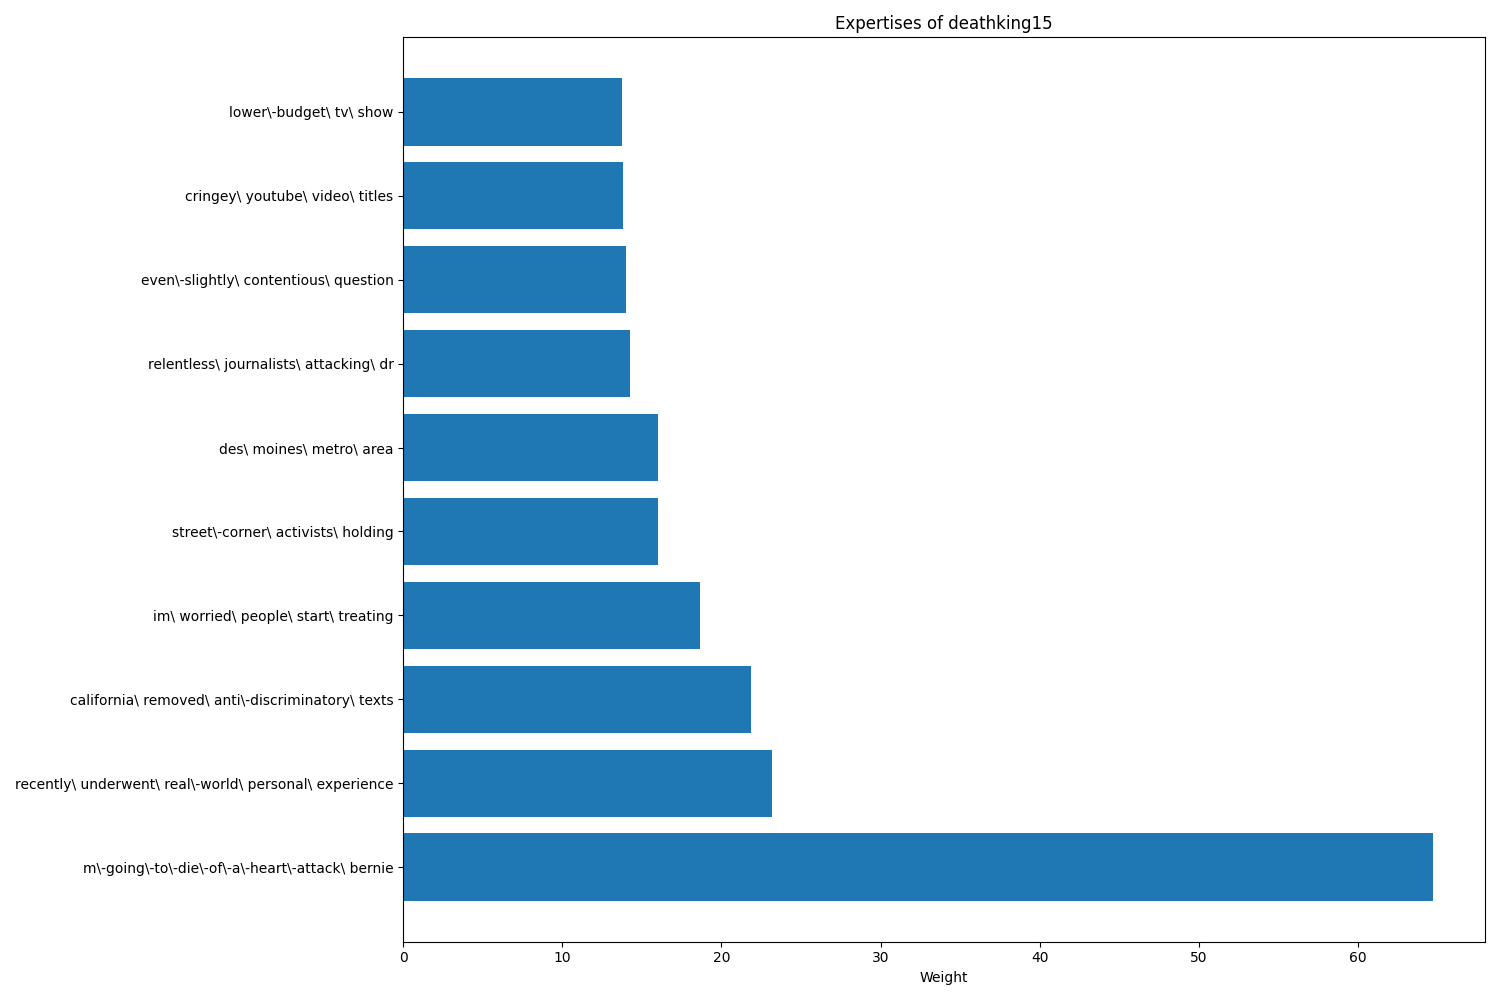 Expertises of deathking15
lower\-budget\ tv\ show
cringey\ youtube\ video\ titles
even\-slightly\ contentious\ question
relentless\ journalists\ attacking\ dr
des\ moines\ metro\ area
street\-corner\ activists\ holding
im\ worried\ people\ start\ treating
california\ removed\ anti\-discriminatory\ texts
recently\ underwent\ real\-world\ personal\ experience
m\-going\-to\-die\-of\-a\-heart\-attack\ bernie
0 10 20 30 40 50 60
Weight